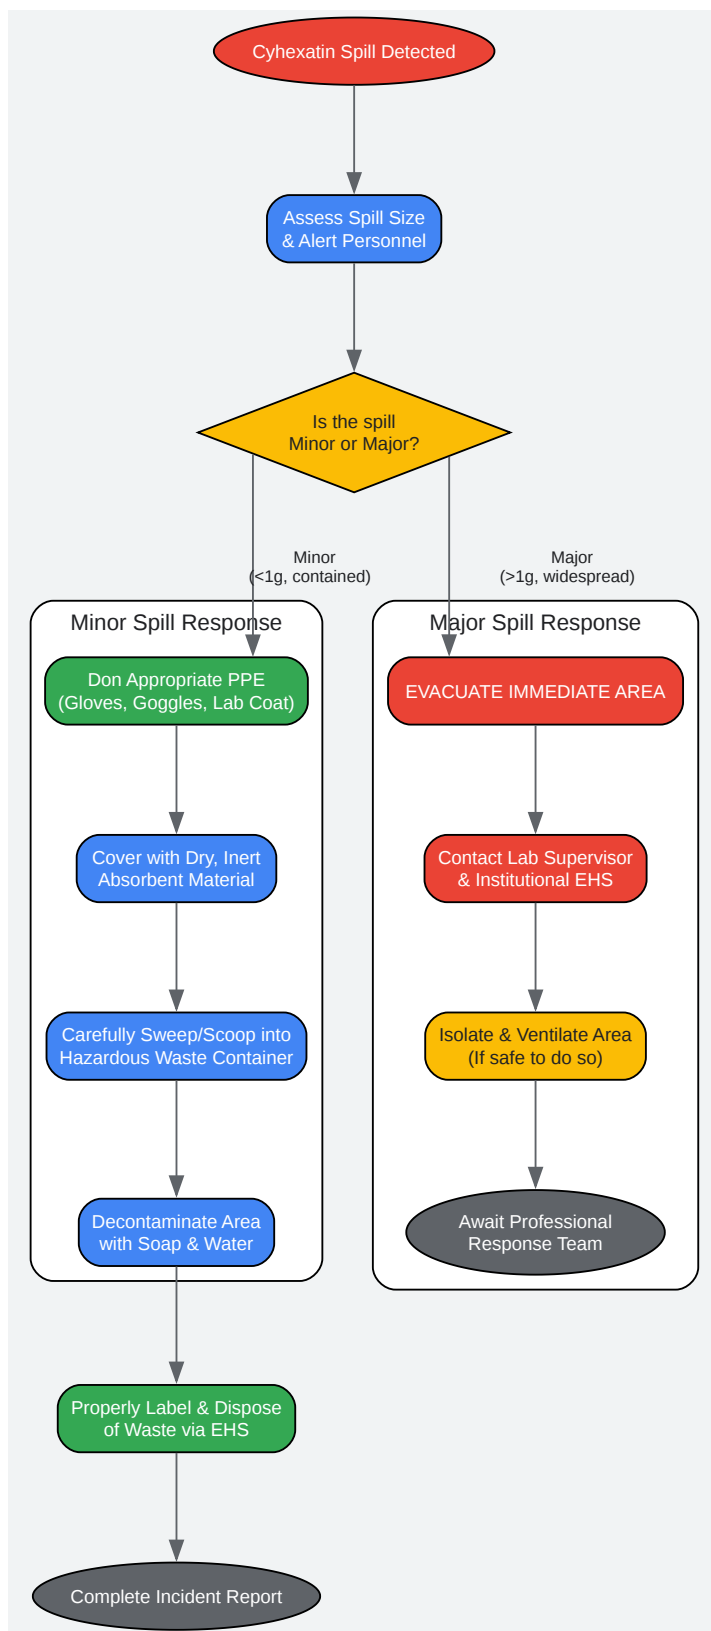 Cyhexatin Spill Detected
Assess Spill Size
& Alert Personnel
Is the spill
Minor or Major?
Minor
(<1g, contained)
Major
(>1g, widespread)
Minor Spill Response
Don Appropriate PPE
(Gloves, Goggles, Lab Coat)
Cover with Dry, Inert
Absorbent Material
Carefully Sweep/Scoop into
Hazardous Waste Container
Decontaminate Area
with Soap & Water
Major Spill Response
EVACUATE IMMEDIATE AREA
Contact Lab Supervisor
& Institutional EHS
Isolate & Ventilate Area
(If safe to do so)
Await Professional
Response Team
Properly Label & Dispose
of Waste via EHS
Complete Incident Report